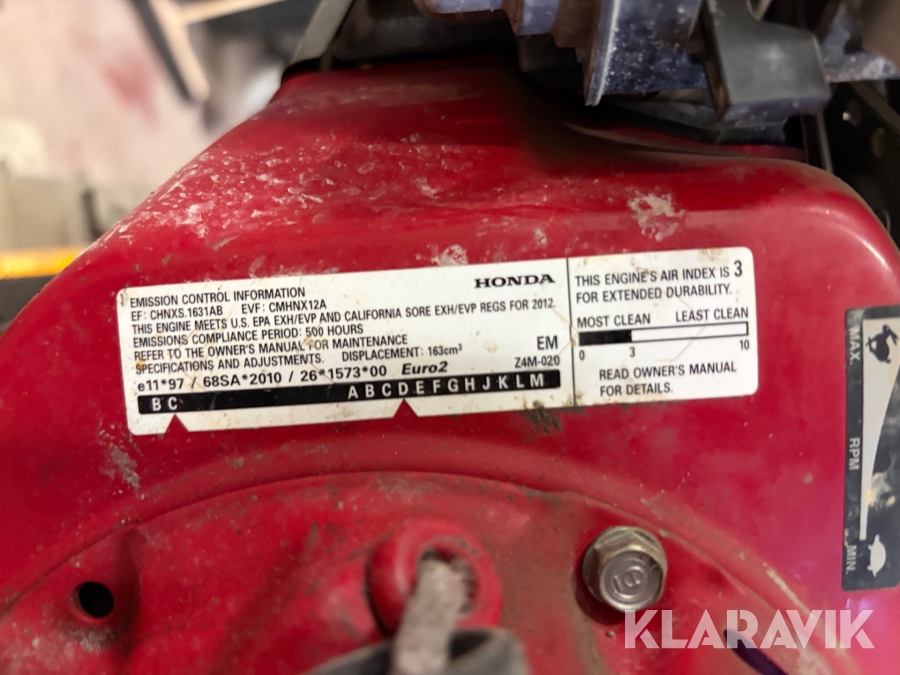 EMISSION CONTROL INFORMATION
HONDA
EF: CHNXS.1631AB EVF: CMHNX12A
THIS ENGINE MEETS U.S. EPA EXH/EVP AND CALIFORNIA SORE EXH/EVP REGS FOR 2012.
EMISSIONS COMPLIANCE PERIOD: 500 HOURS
REFER TO THE OWNER'S MANUAL FOR MAINTENANCE
EM
SPECIFICATIONS AND ADJUSTMENTS. DISPLACEMENT: 163cm³
Z4M-020
e11*97 / 68SA*2010 / 26*1573*00 Euro2
B C A B C D E F G H J K L M
THIS ENGINE'S AIR INDEX IS 3
FOR EXTENDED DURABILITY.
MOST CLEAN LEAST CLEAN
0 3 10
READ OWNER'S MANUAL
FOR DETAILS.
MAX.
RPM
MIN.
KLARAVIK